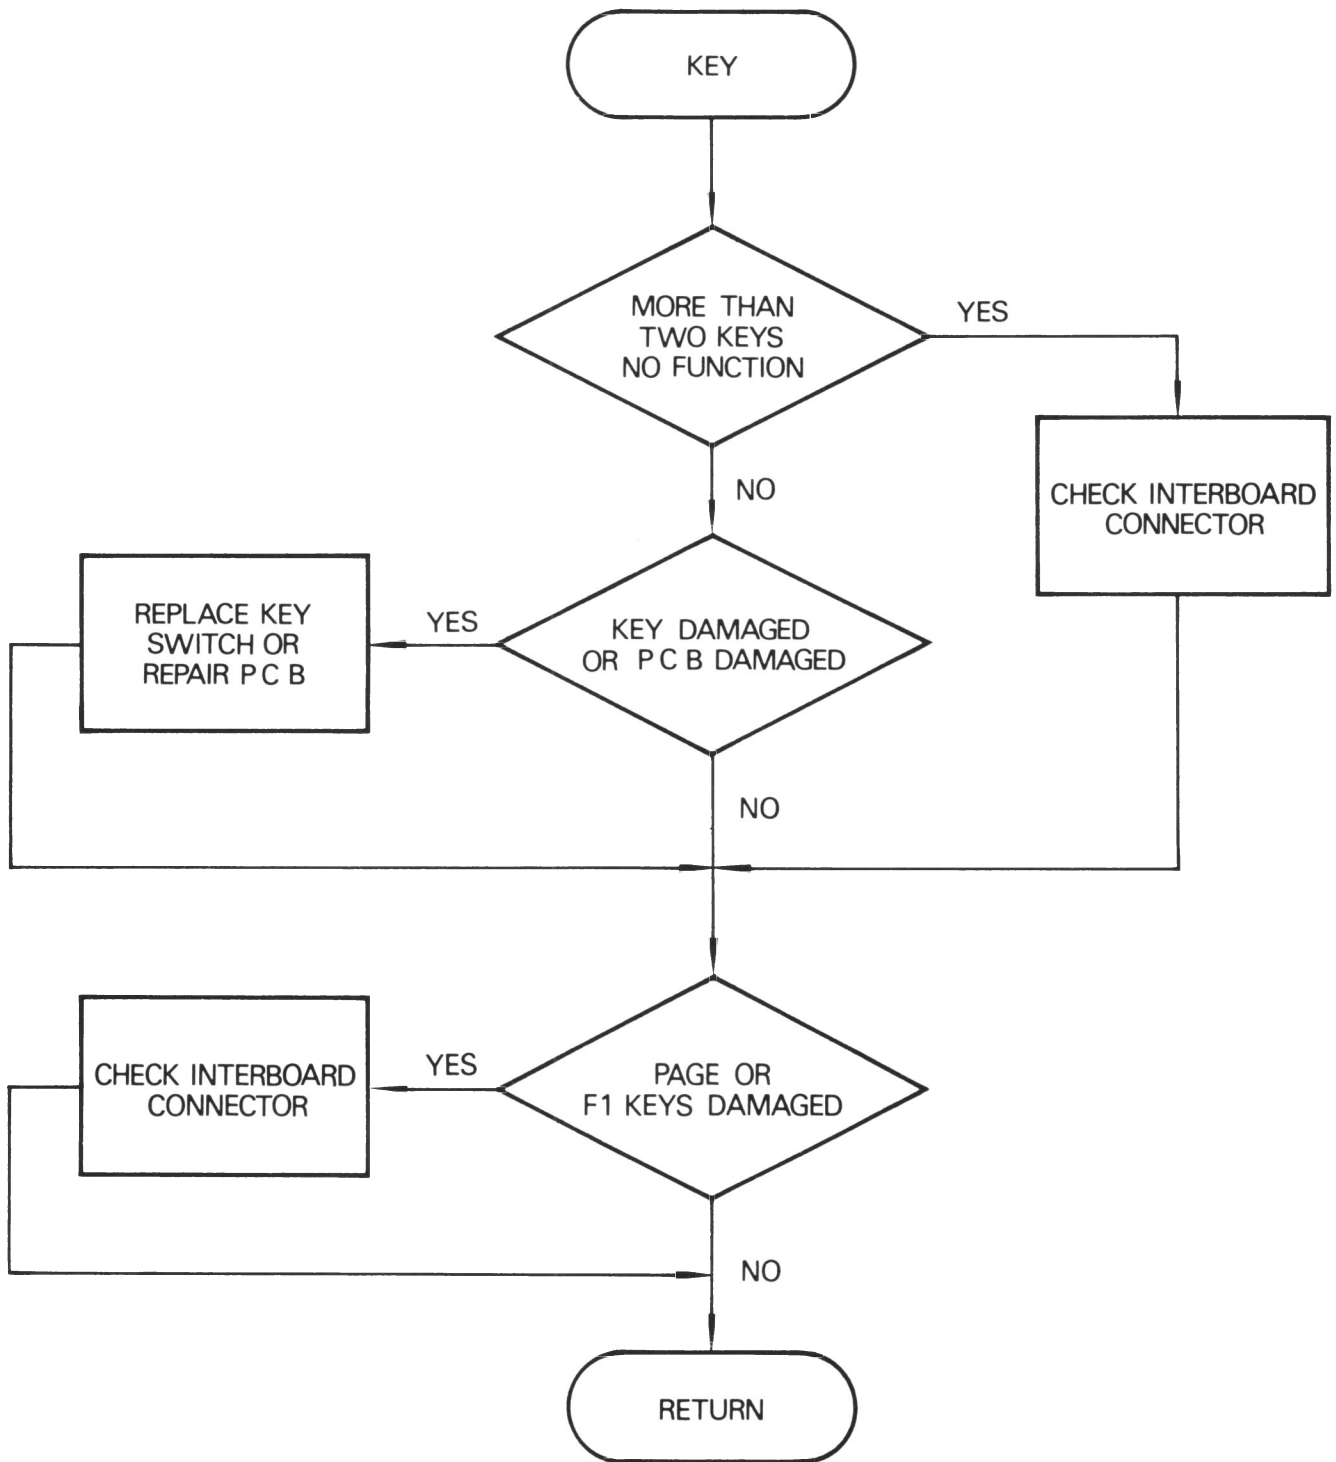 KEY
MORE THAN
TWO KEYS
NO FUNCTION
YES
CHECK INTERBOARD
CONNECTOR
NO
KEY DAMAGED
OR P C B DAMAGED
YES
REPLACE KEY
SWITCH OR
REPAIR P C B
NO
PAGE OR
F1 KEYS DAMAGED
YES
CHECK INTERBOARD
CONNECTOR
NO
RETURN